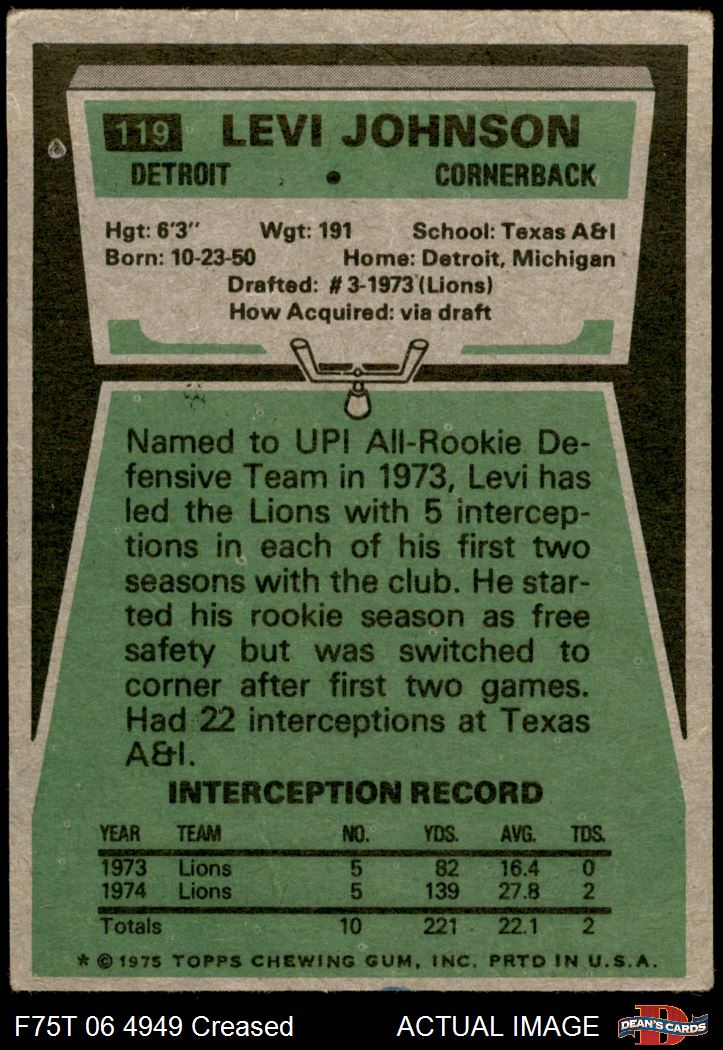 119 LEVI JOHNSON
DETROIT • CORNERBACK
Hgt: 6'3" Wgt: 191 School: Texas A&I
Born: 10-23-50 Home: Detroit, Michigan
Drafted: # 3-1973 (Lions)
How Acquired: via draft
Named to UPI All-Rookie De-
fensive Team in 1973, Levi has
led the Lions with 5 intercep-
tions in each of his first two
seasons with the club. He star-
ted his rookie season as free
safety but was switched to
corner after first two games.
Had 22 interceptions at Texas
A&I.
INTERCEPTION RECORD
YEAR TEAM NO. YDS. AVG. TDS.
1973 Lions 5 82 16.4 0
1974 Lions 5 139 27.8 2
Totals 10 221 22.1 2
* © 1975 TOPPS CHEWING GUM, INC. PRTD IN U.S.A.
F75T 06 4949 Creased ACTUAL IMAGE D DEAN'S CARDS